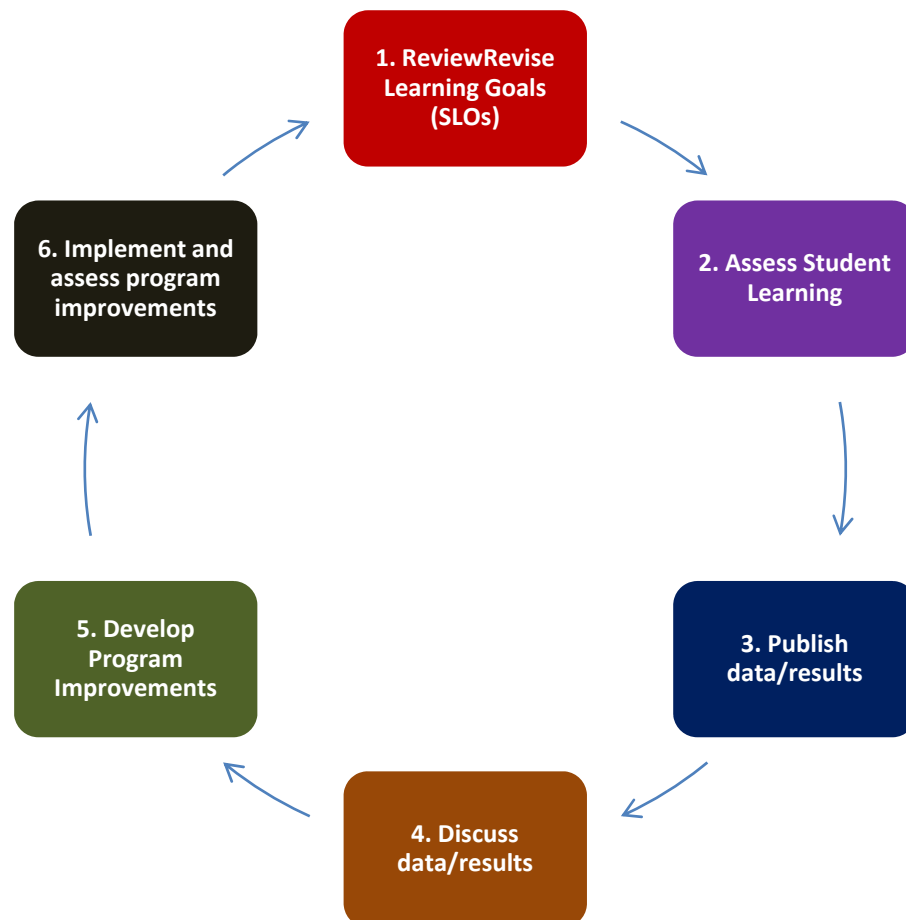 1. ReviewRevise
Learning Goals
(SLOs)
2. Assess Student
Learning
3. Publish
data/results
4. Discuss
data/results
5. Develop
Program
Improvements
6. Implement and
assess program
improvements